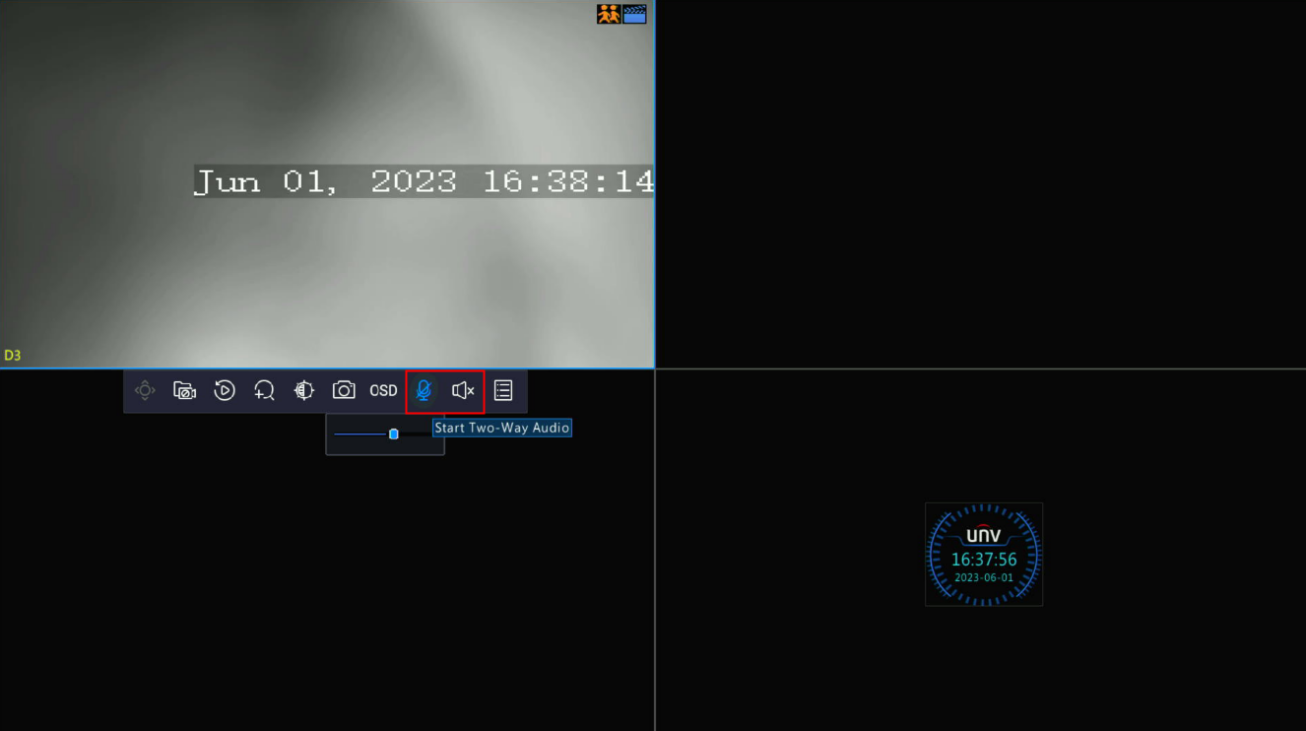 Jun 01, 2023 16:38:14
D3
OSD
Start Two-Way Audio
unv
16:37:56
2023-06-01